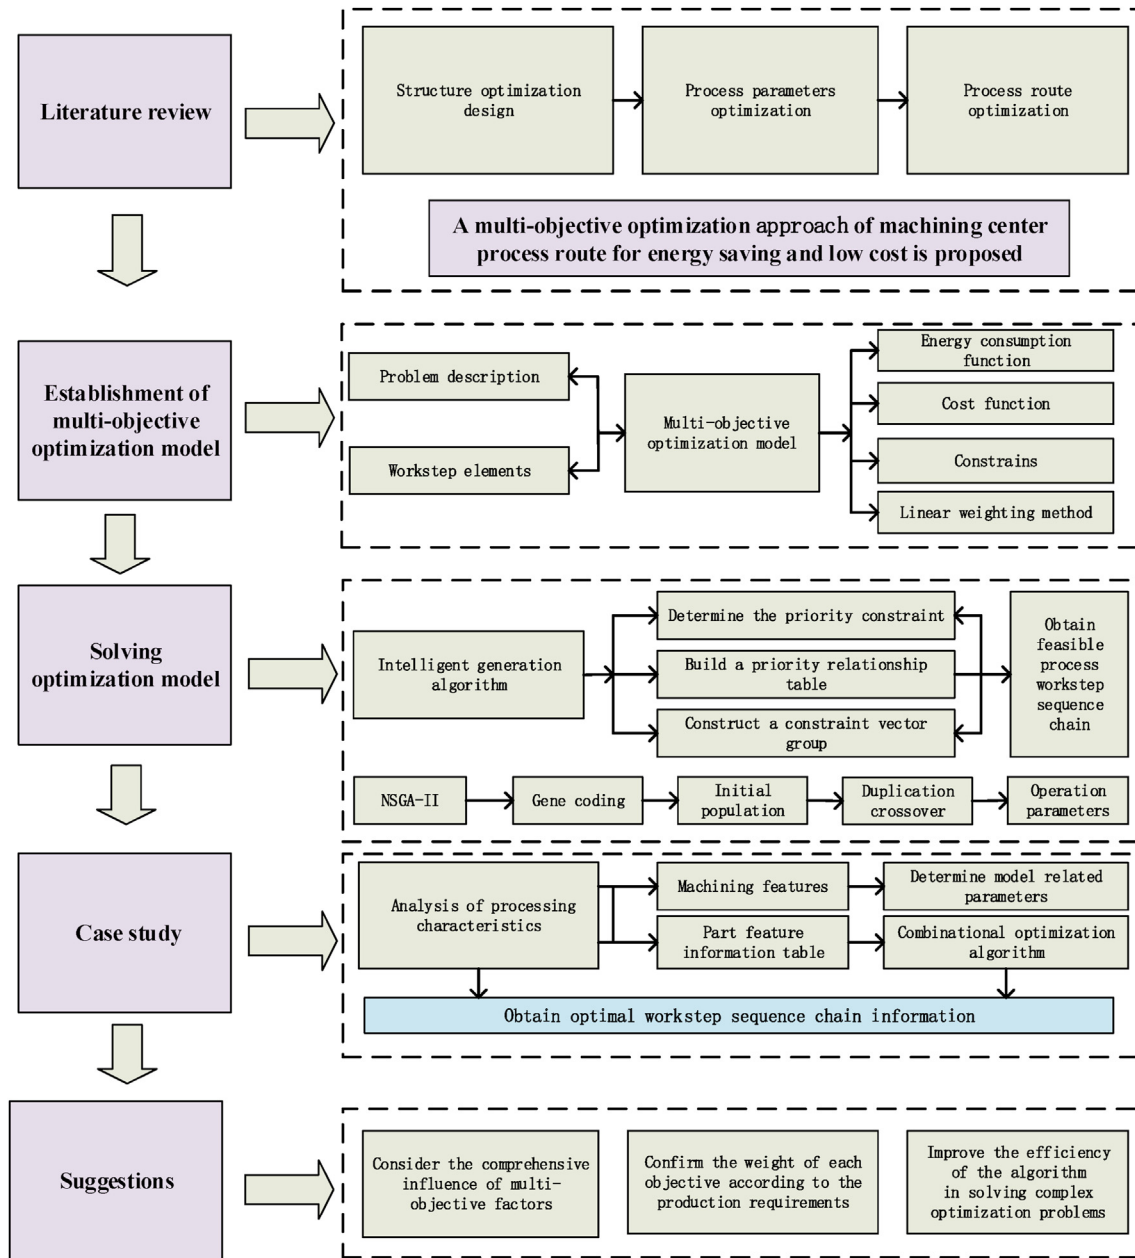 Literature review
Structure optimization
design
Process parameters
optimization
Process route
optimization
A multi-objective optimization approach of machining center
process route for energy saving and low cost is proposed
Establishment of
multi-objective
optimization model
Problem description
Workstep elements
Multi-objective
optimization model
Energy consumption
function
Cost function
Constrains
Linear weighting method
Solving
optimization model
Intelligent generation
algorithm
Determine the priority constraint
Build a priority relationship
table
Construct a constraint vector
group
Obtain
feasible
process
workstep
sequence
chain
NSGA-II
Gene coding
Initial
population
Duplication
crossover
Operation
parameters
Case study
Analysis of processing
characteristics
Machining features
Determine model related
parameters
Part feature
information table
Combinational optimization
algorithm
Obtain optimal workstep sequence chain information
Suggestions
Consider the comprehensive
influence of multi-
objective factors
Confirm the weight of each
objective according to the
production requirements
Improve the efficiency
of the algorithm
in solving complex
optimization problems